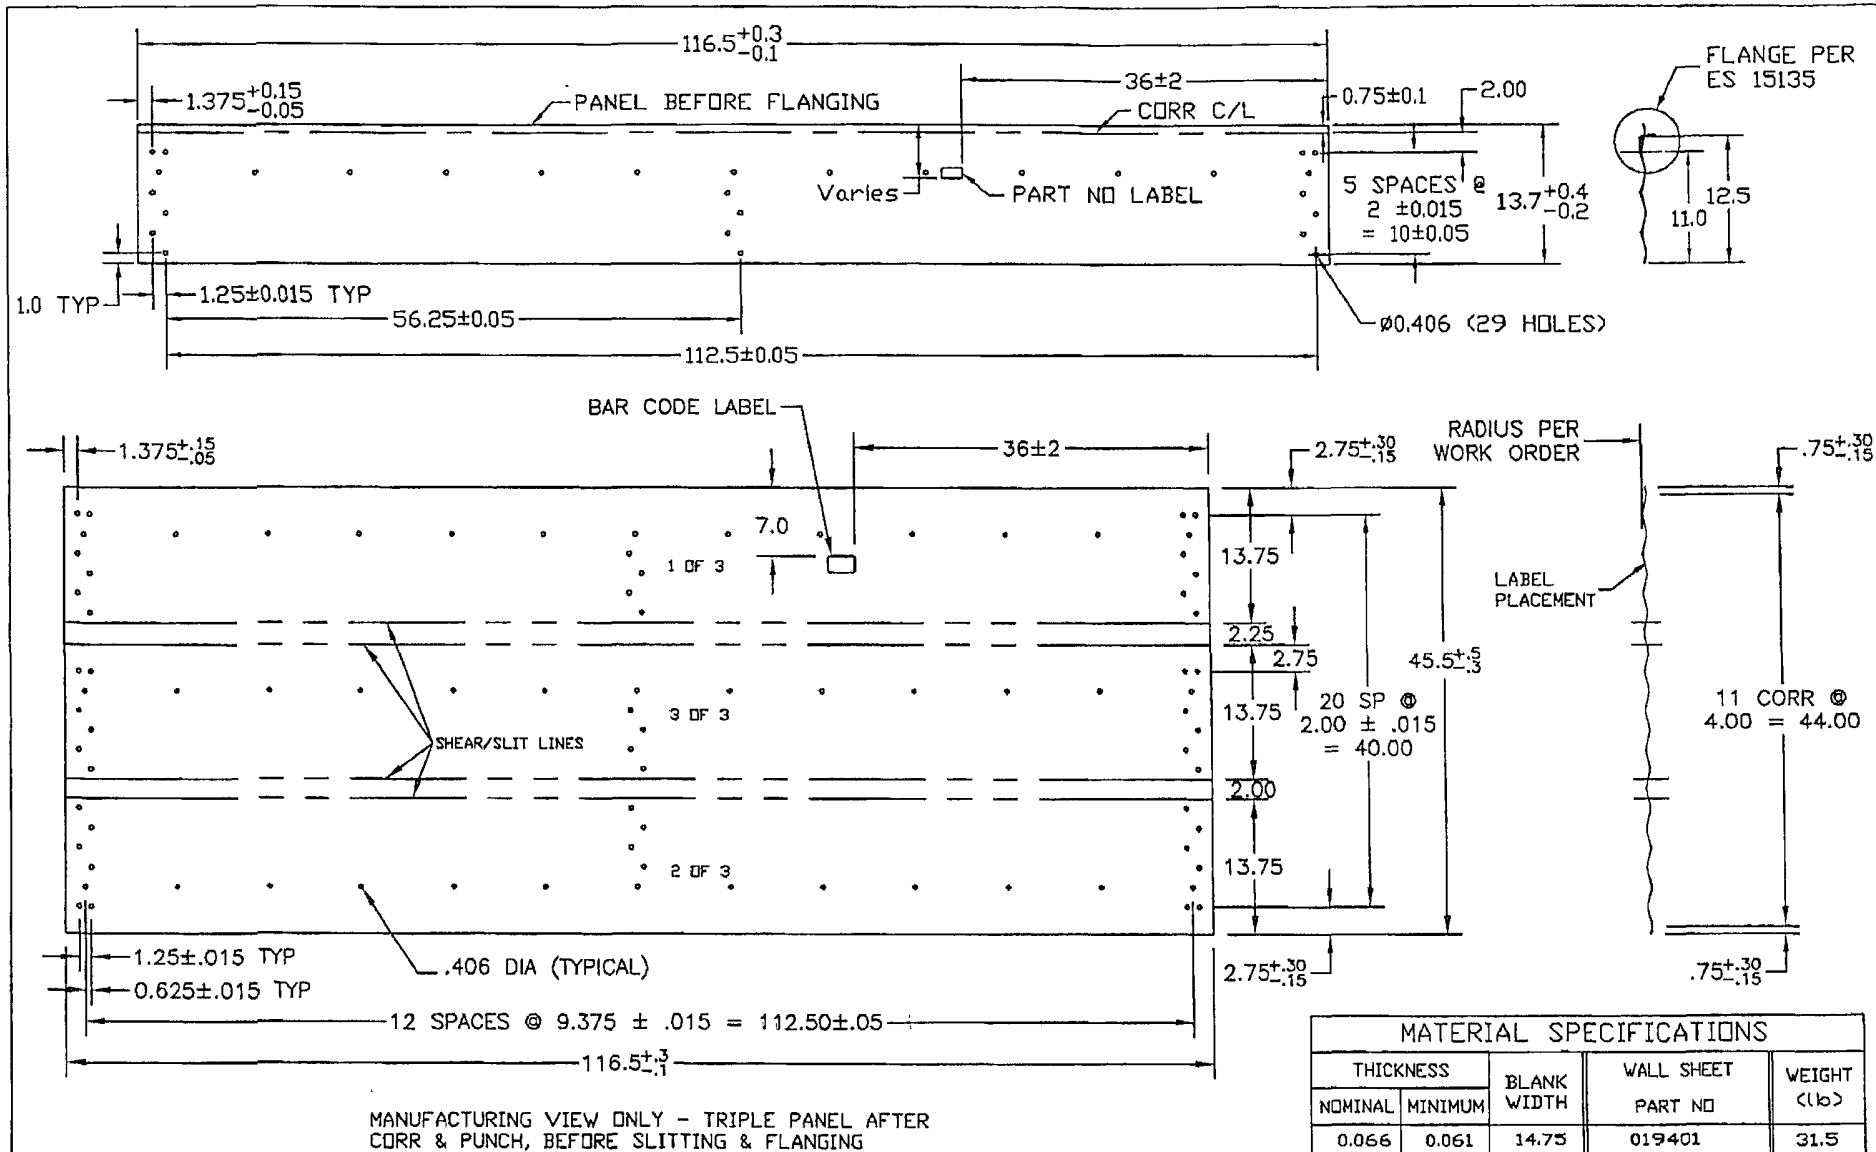 116.5+0.3 -0.1
36±2
FLANGE PER
ES 15135
1.375+0.15 -0.05
PANEL BEFORE FLANGING
CORR C/L
0.75±0.1
2.00
Varies
PART NO LABEL
5 SPACES @
2 ±0.015
= 10±0.05
13.7+0.4 -0.2
11.0
12.5
1.0 TYP
1.25±0.015 TYP
56.25±0.05
Ø0.406 (29 HOLES)
112.5±0.05
BAR CODE LABEL
1.375+.15 -.05
36±2
2.75+.30 -.15
RADIUS PER
WORK ORDER
.75+.30 -.15
7.0
1 OF 3
13.75
LABEL
PLACEMENT
2.25
2.75
45.5+.5 -.3
3 OF 3
13.75
20 SP @
2.00 ± .015
= 40.00
11 CORR @
4.00 = 44.00
SHEAR/SLIT LINES
2.00
2 OF 3
13.75
1.25±.015 TYP
.406 DIA (TYPICAL)
2.75+.30 -.15
.75+.30 -.15
0.625±.015 TYP
12 SPACES @ 9.375 ± .015 = 112.50±.05
116.5+.3 -.1
MANUFACTURING VIEW ONLY - TRIPLE PANEL AFTER
CORR & PUNCH, BEFORE SLITTING & FLANGING
MATERIAL SPECIFICATIONS
THICKNESS
BLANK
WIDTH
WALL SHEET
PART NO
WEIGHT
(lb)
NOMINAL MINIMUM
0.066 0.061 14.75 019401 31.5